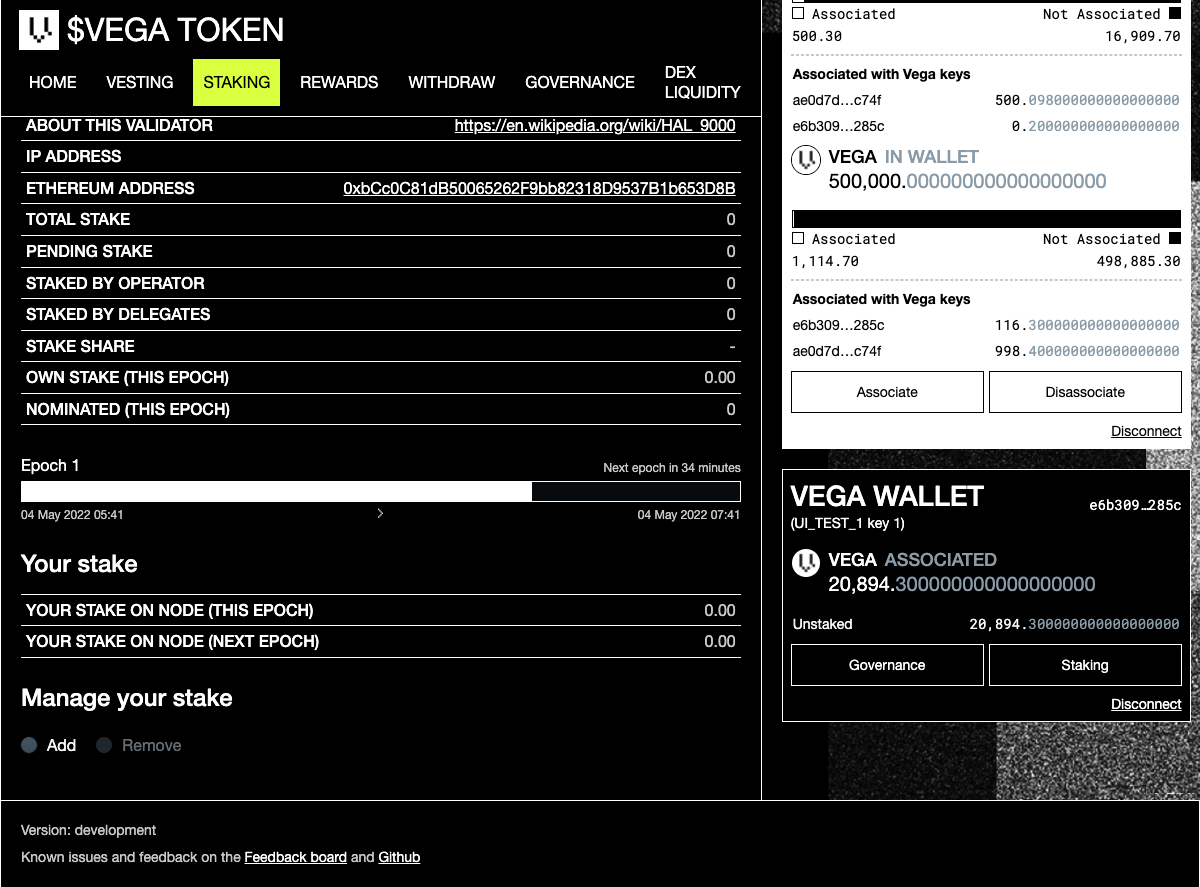 $VEGA TOKEN
HOME VESTING STAKING REWARDS WITHDRAW GOVERNANCE DEX LIQUIDITY
ABOUT THIS VALIDATOR https://en.wikipedia.org/wiki/HAL_9000
IP ADDRESS
ETHEREUM ADDRESS 0xbCc0C81dB50065262F9bb82318D9537B1b653D8B
TOTAL STAKE 0
PENDING STAKE 0
STAKED BY OPERATOR 0
STAKED BY DELEGATES 0
STAKE SHARE -
OWN STAKE (THIS EPOCH) 0.00
NOMINATED (THIS EPOCH) 0
Epoch 1 Next epoch in 34 minutes
04 May 2022 05:41 > 04 May 2022 07:41
Your stake
YOUR STAKE ON NODE (THIS EPOCH) 0.00
YOUR STAKE ON NODE (NEXT EPOCH) 0.00
Manage your stake
Add Remove
Associated Not Associated
500.30 16,909.70
Associated with Vega keys
ae0d7d…c74f 500.098000000000000000
e6b309…285c 0.200000000000000000
VEGA IN WALLET
500,000.000000000000000000
Associated Not Associated
1,114.70 498,885.30
Associated with Vega keys
e6b309…285c 116.300000000000000000
ae0d7d…c74f 998.400000000000000000
Associate Disassociate
Disconnect
VEGA WALLET e6b309…285c
(UI_TEST_1 key 1)
VEGA ASSOCIATED
20,894.300000000000000000
Unstaked 20,894.300000000000000000
Governance Staking
Disconnect
Version: development
Known issues and feedback on the Feedback board and Github